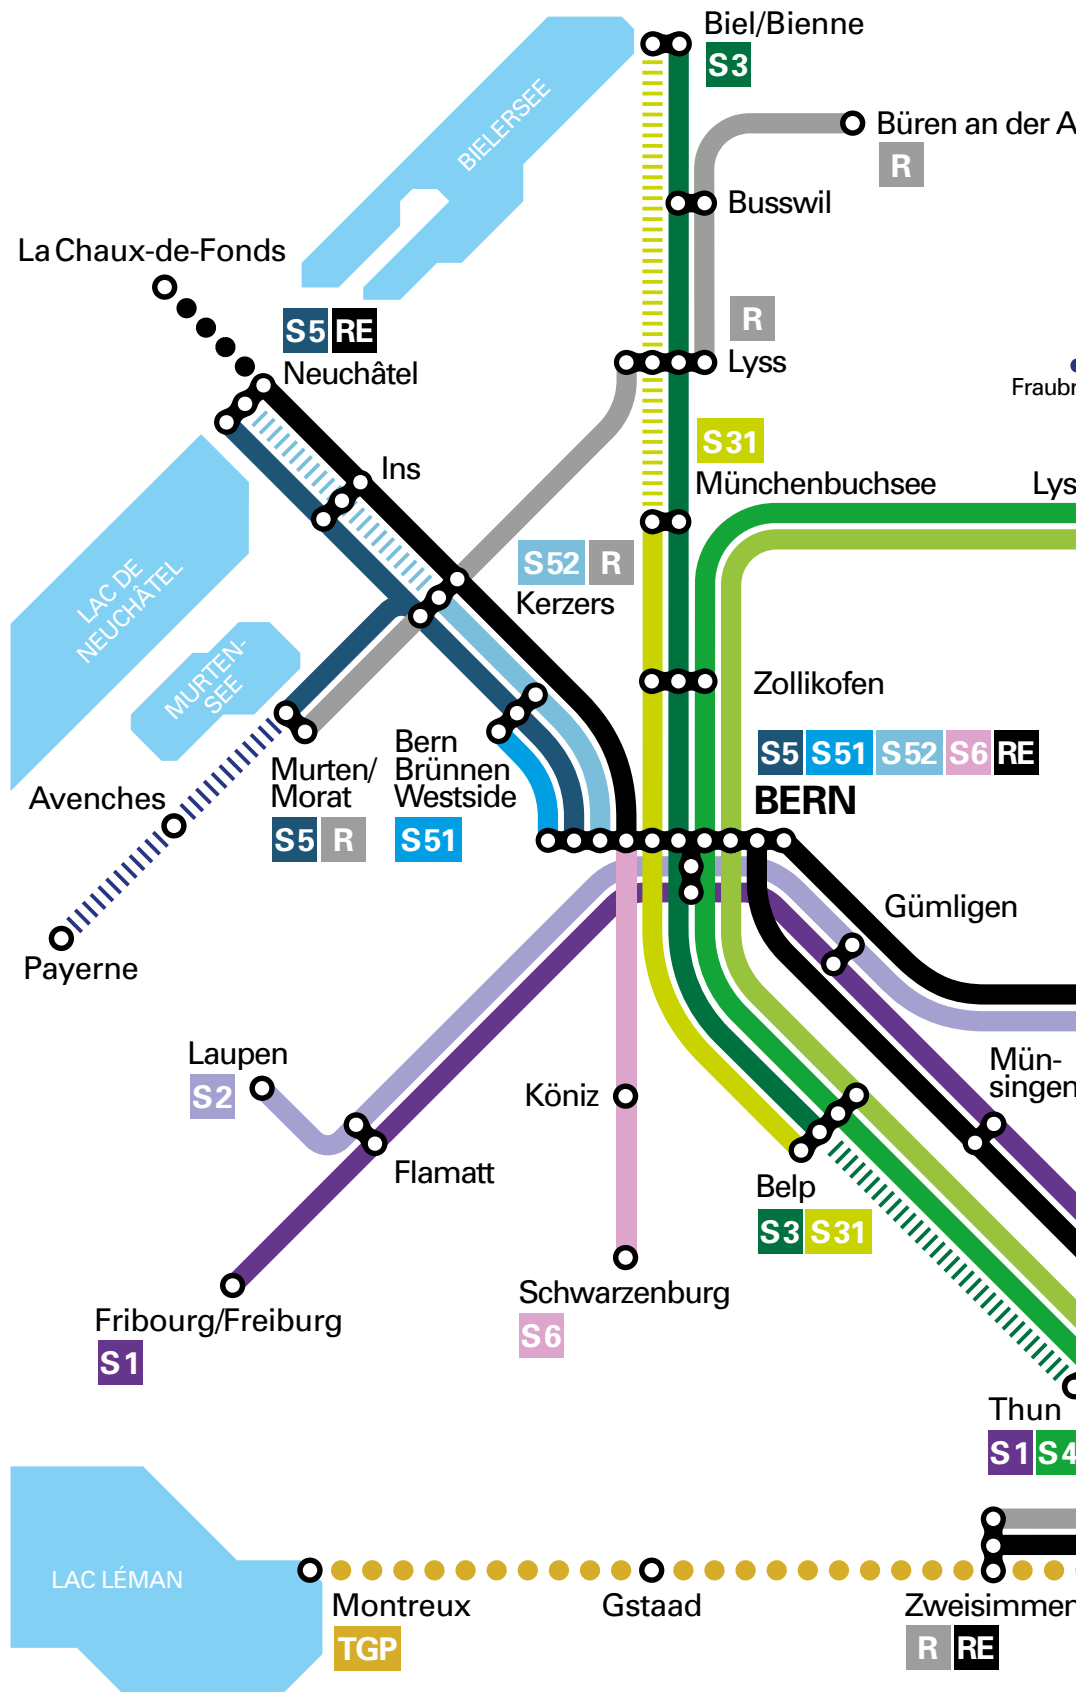 Biel/Bienne
S3
BIELERSEE
Büren an der A
R
Busswil
La Chaux-de-Fonds
S5 RE
Neuchâtel
R
Lyss
Fraubr
S31
Ins
Münchenbuchsee
Lys
LAC DE
NEUCHÂTEL
S52 R
Kerzers
MURTEN-
SEE
Zollikofen
S5 S51 S52 S6 RE
BERN
Bern
Brünnen
Westside
S51
Murten/
Morat
S5 R
Avenches
Payerne
Gümligen
Laupen
S2
Mün-
singen
Köniz
Flamatt
Belp
S3 S31
Schwarzenburg
S6
Fribourg/Freiburg
S1
Thun
S1 S4
LAC LÉMAN
Montreux
TGP
Gstaad
Zweisimmen
R RE